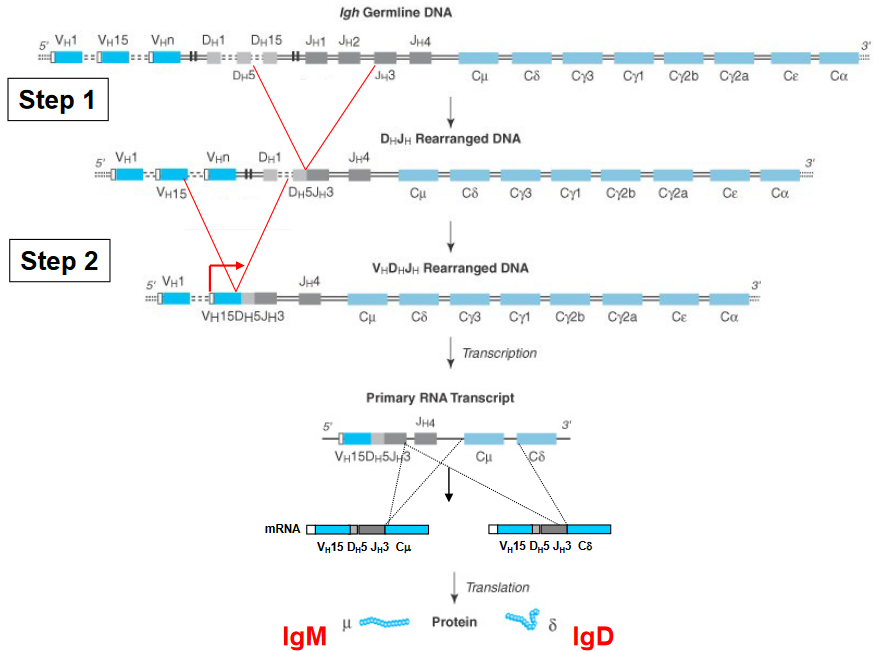 Igh Germline DNA
5' VH1 VH15 VHn DH1 DH15 JH1 JH2 JH4 3'
DH5 JH3 Cμ Cδ Cγ3 Cγ1 Cγ2b Cγ2a Cε Cα
Step 1
DHJH Rearranged DNA
5' VH1 VHn DH1 JH4 3'
VH15 DH5JH3 Cμ Cδ Cγ3 Cγ1 Cγ2b Cγ2a Cε Cα
Step 2
VHDHJH Rearranged DNA
5' VH1 JH4 3'
VH15DH5JH3 Cμ Cδ Cγ3 Cγ1 Cγ2b Cγ2a Cε Cα
Transcription
Primary RNA Transcript
5' JH4 3'
VH15DH5JH3 Cμ Cδ
mRNA
VH15 DH5 JH3 Cμ VH15 DH5 JH3 Cδ
Translation
IgM μ Protein δ IgD